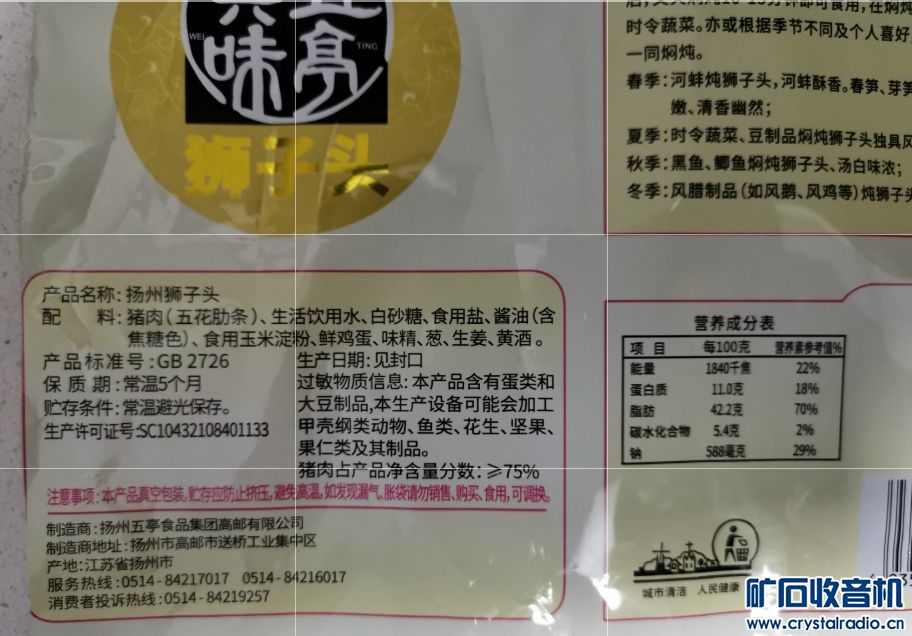 五亭
味
WEI
TING
狮子头
时令蔬菜。亦或根据季节不同及个人喜好
一同焖炖。
春季：河蚌炖狮子头，河蚌酥香。春笋、芽笋
嫩、清香幽然；
夏季：时令蔬菜、豆制品焖炖狮子头独具风
秋季：黑鱼、鲫鱼焖炖狮子头、汤白味浓；
冬季：风腊制品（如风鹅、风鸡等）炖狮子头
产品名称：扬州狮子头
配 料：猪肉（五花肋条）、生活饮用水、白砂糖、食用盐、酱油（含
焦糖色）、食用玉米淀粉、鲜鸡蛋、味精、葱、生姜、黄酒。
产品标准号：GB 2726
生产日期：见封口
保质期：常温5个月
贮存条件：常温避光保存。
生产许可证号：SC10432108401133
过敏物质信息：本产品含有蛋类和
大豆制品，本生产设备可能会加工
甲壳纲类动物、鱼类、花生、坚果、
果仁类及其制品。
猪肉占产品净含量分数：≥75%
注意事项：本产品真空包装，贮存应防止挤压，避免高温，如发现漏气、胀袋请勿销售、购买、食用，可调换。
制造商：扬州五亭食品集团高邮有限公司
制造商地址：扬州市高邮市送桥工业集中区
产地：江苏省扬州市
服务热线：0514-84217017 0514-84216017
消费者投诉热线：0514-84219257
营养成分表
项目 每100克 营养素参考值%
能量 1840千焦 22%
蛋白质 11.0克 18%
脂肪 42.2克 70%
碳水化合物 5.4克 2%
钠 588毫克 29%
城市清洁 人民健康
矿石收音机
www.crystalradio.cn